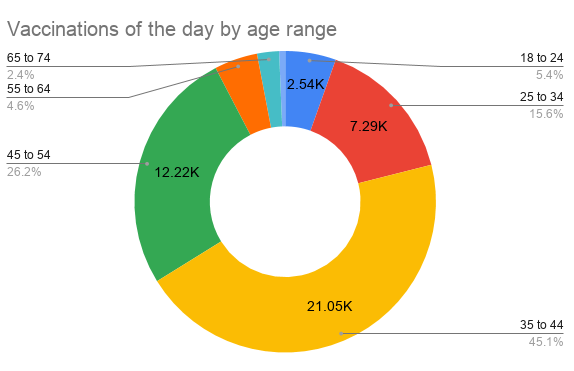 Vaccinations of the day by age range
65 to 74
2.4%
55 to 64
4.6%
45 to 54
26.2%
18 to 24
5.4%
25 to 34
15.6%
35 to 44
45.1%
2.54K
7.29K
12.22K
21.05K